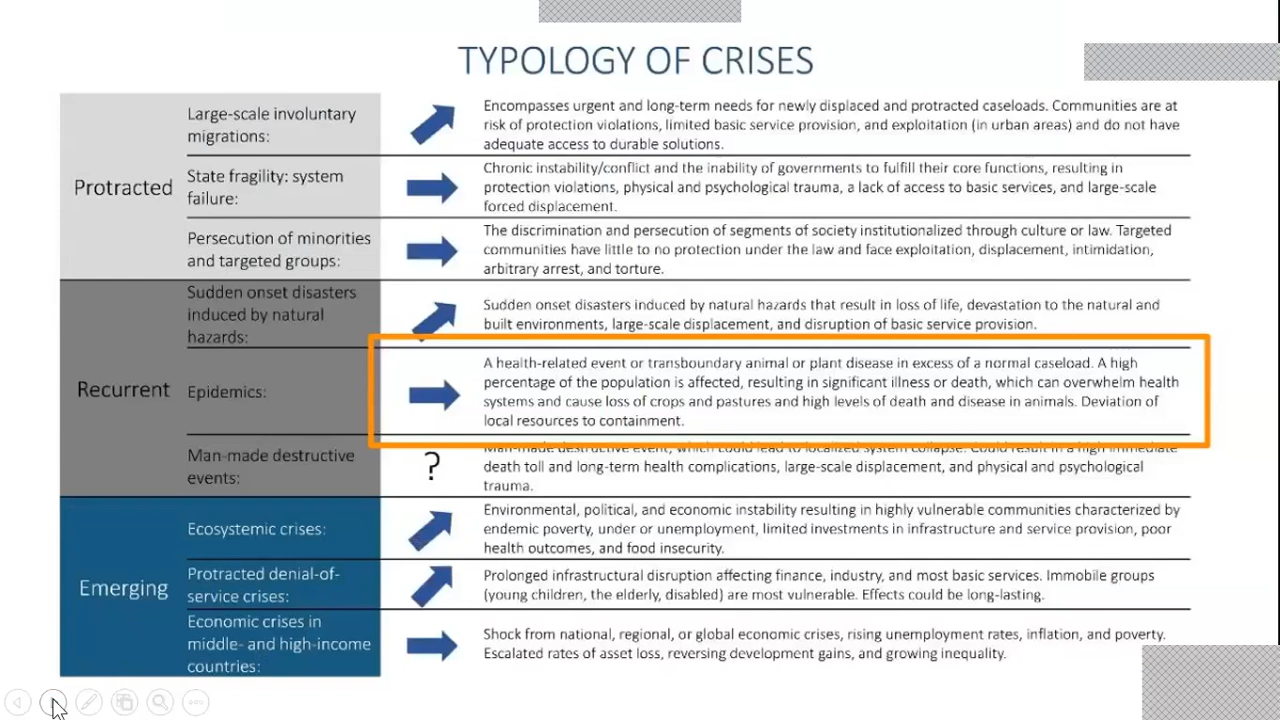 TYPOLOGY OF CRISES
Protracted
Large-scale involuntary
migrations:
Encompasses urgent and long-term needs for newly displaced and protracted caseloads. Communities are at
risk of protection violations, limited basic service provision, and exploitation (in urban areas) and do not have
adequate access to durable solutions.
State fragility: system
failure:
Chronic instability/conflict and the inability of governments to fulfill their core functions, resulting in
protection violations, physical and psychological trauma, a lack of access to basic services, and large-scale
forced displacement.
Persecution of minorities
and targeted groups:
The discrimination and persecution of segments of society institutionalized through culture or law. Targeted
communities have little to no protection under the law and face exploitation, displacement, intimidation,
arbitrary arrest, and torture.
Recurrent
Sudden onset disasters
induced by natural
hazards:
Sudden onset disasters induced by natural hazards that result in loss of life, devastation to the natural and
built environments, large-scale displacement, and disruption of basic service provision.
Epidemics:
A health-related event or transboundary animal or plant disease in excess of a normal caseload. A high
percentage of the population is affected, resulting in significant illness or death, which can overwhelm health
systems and cause loss of crops and pastures and high levels of death and disease in animals. Deviation of
local resources to containment.
Man-made destructive
events:
?
Man-made destructive event, which could lead to localized system collapse. Could result in a high immediate
death toll and long-term health complications, large-scale displacement, and physical and psychological
trauma.
Emerging
Ecosystemic crises:
Environmental, political, and economic instability resulting in highly vulnerable communities characterized by
endemic poverty, under or unemployment, limited investments in infrastructure and service provision, poor
health outcomes, and food insecurity.
Protracted denial-of-
service crises:
Prolonged infrastructural disruption affecting finance, industry, and most basic services. Immobile groups
(young children, the elderly, disabled) are most vulnerable. Effects could be long-lasting.
Economic crises in
middle- and high-income
countries:
Shock from national, regional, or global economic crises, rising unemployment rates, inflation, and poverty.
Escalated rates of asset loss, reversing development gains, and growing inequality.